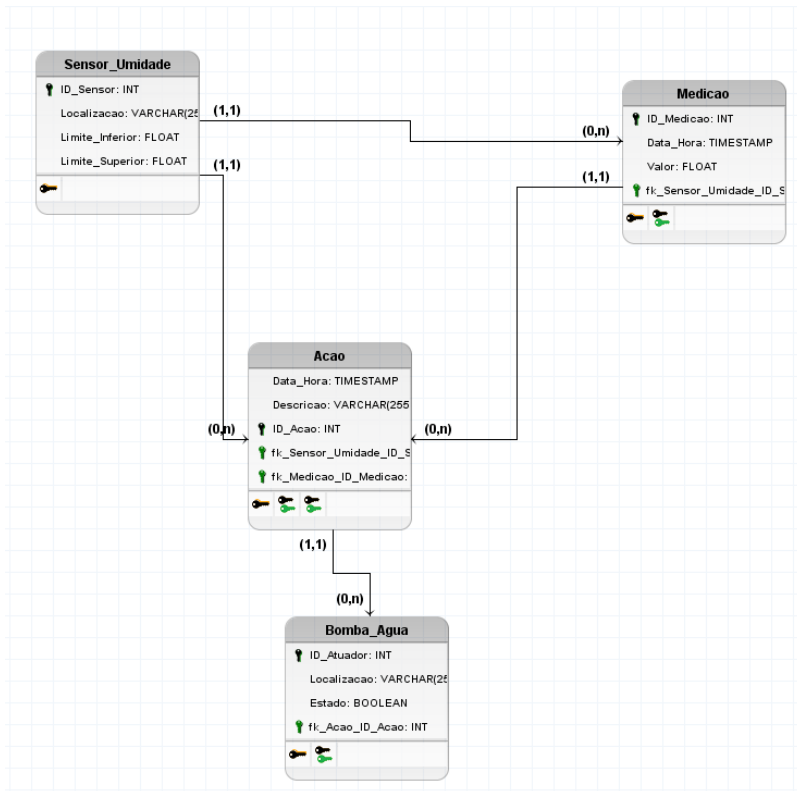 Sensor_Umidade
ID_Sensor: INT
Localizacao: VARCHAR(25
Limite_Inferior: FLOAT
Limite_Superior: FLOAT
(1,1)
(1,1)
Medicao
ID_Medicao: INT
Data_Hora: TIMESTAMP
Valor: FLOAT
fk_Sensor_Umidade_ID_S
(0,n)
(1,1)
Acao
Data_Hora: TIMESTAMP
Descricao: VARCHAR(255
ID_Acao: INT
fk_Sensor_Umidade_ID_S
fk_Medicao_ID_Medicao:
(0,n)
(0,n)
(1,1)
(0,n)
Bomba_Agua
ID_Atuador: INT
Localizacao: VARCHAR(25
Estado: BOOLEAN
fk_Acao_ID_Acao: INT